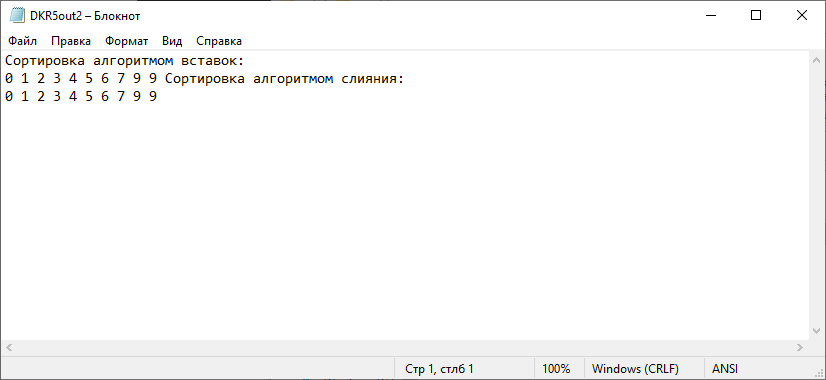 DKR5out2 – Блокнот
Файл Правка Формат Вид Справка
Сортировка алгоритмом вставок:
0 1 2 3 4 5 6 7 9 9 Сортировка алгоритмом слияния:
0 1 2 3 4 5 6 7 9 9
Стр 1, стлб 1 100% Windows (CRLF) ANSI